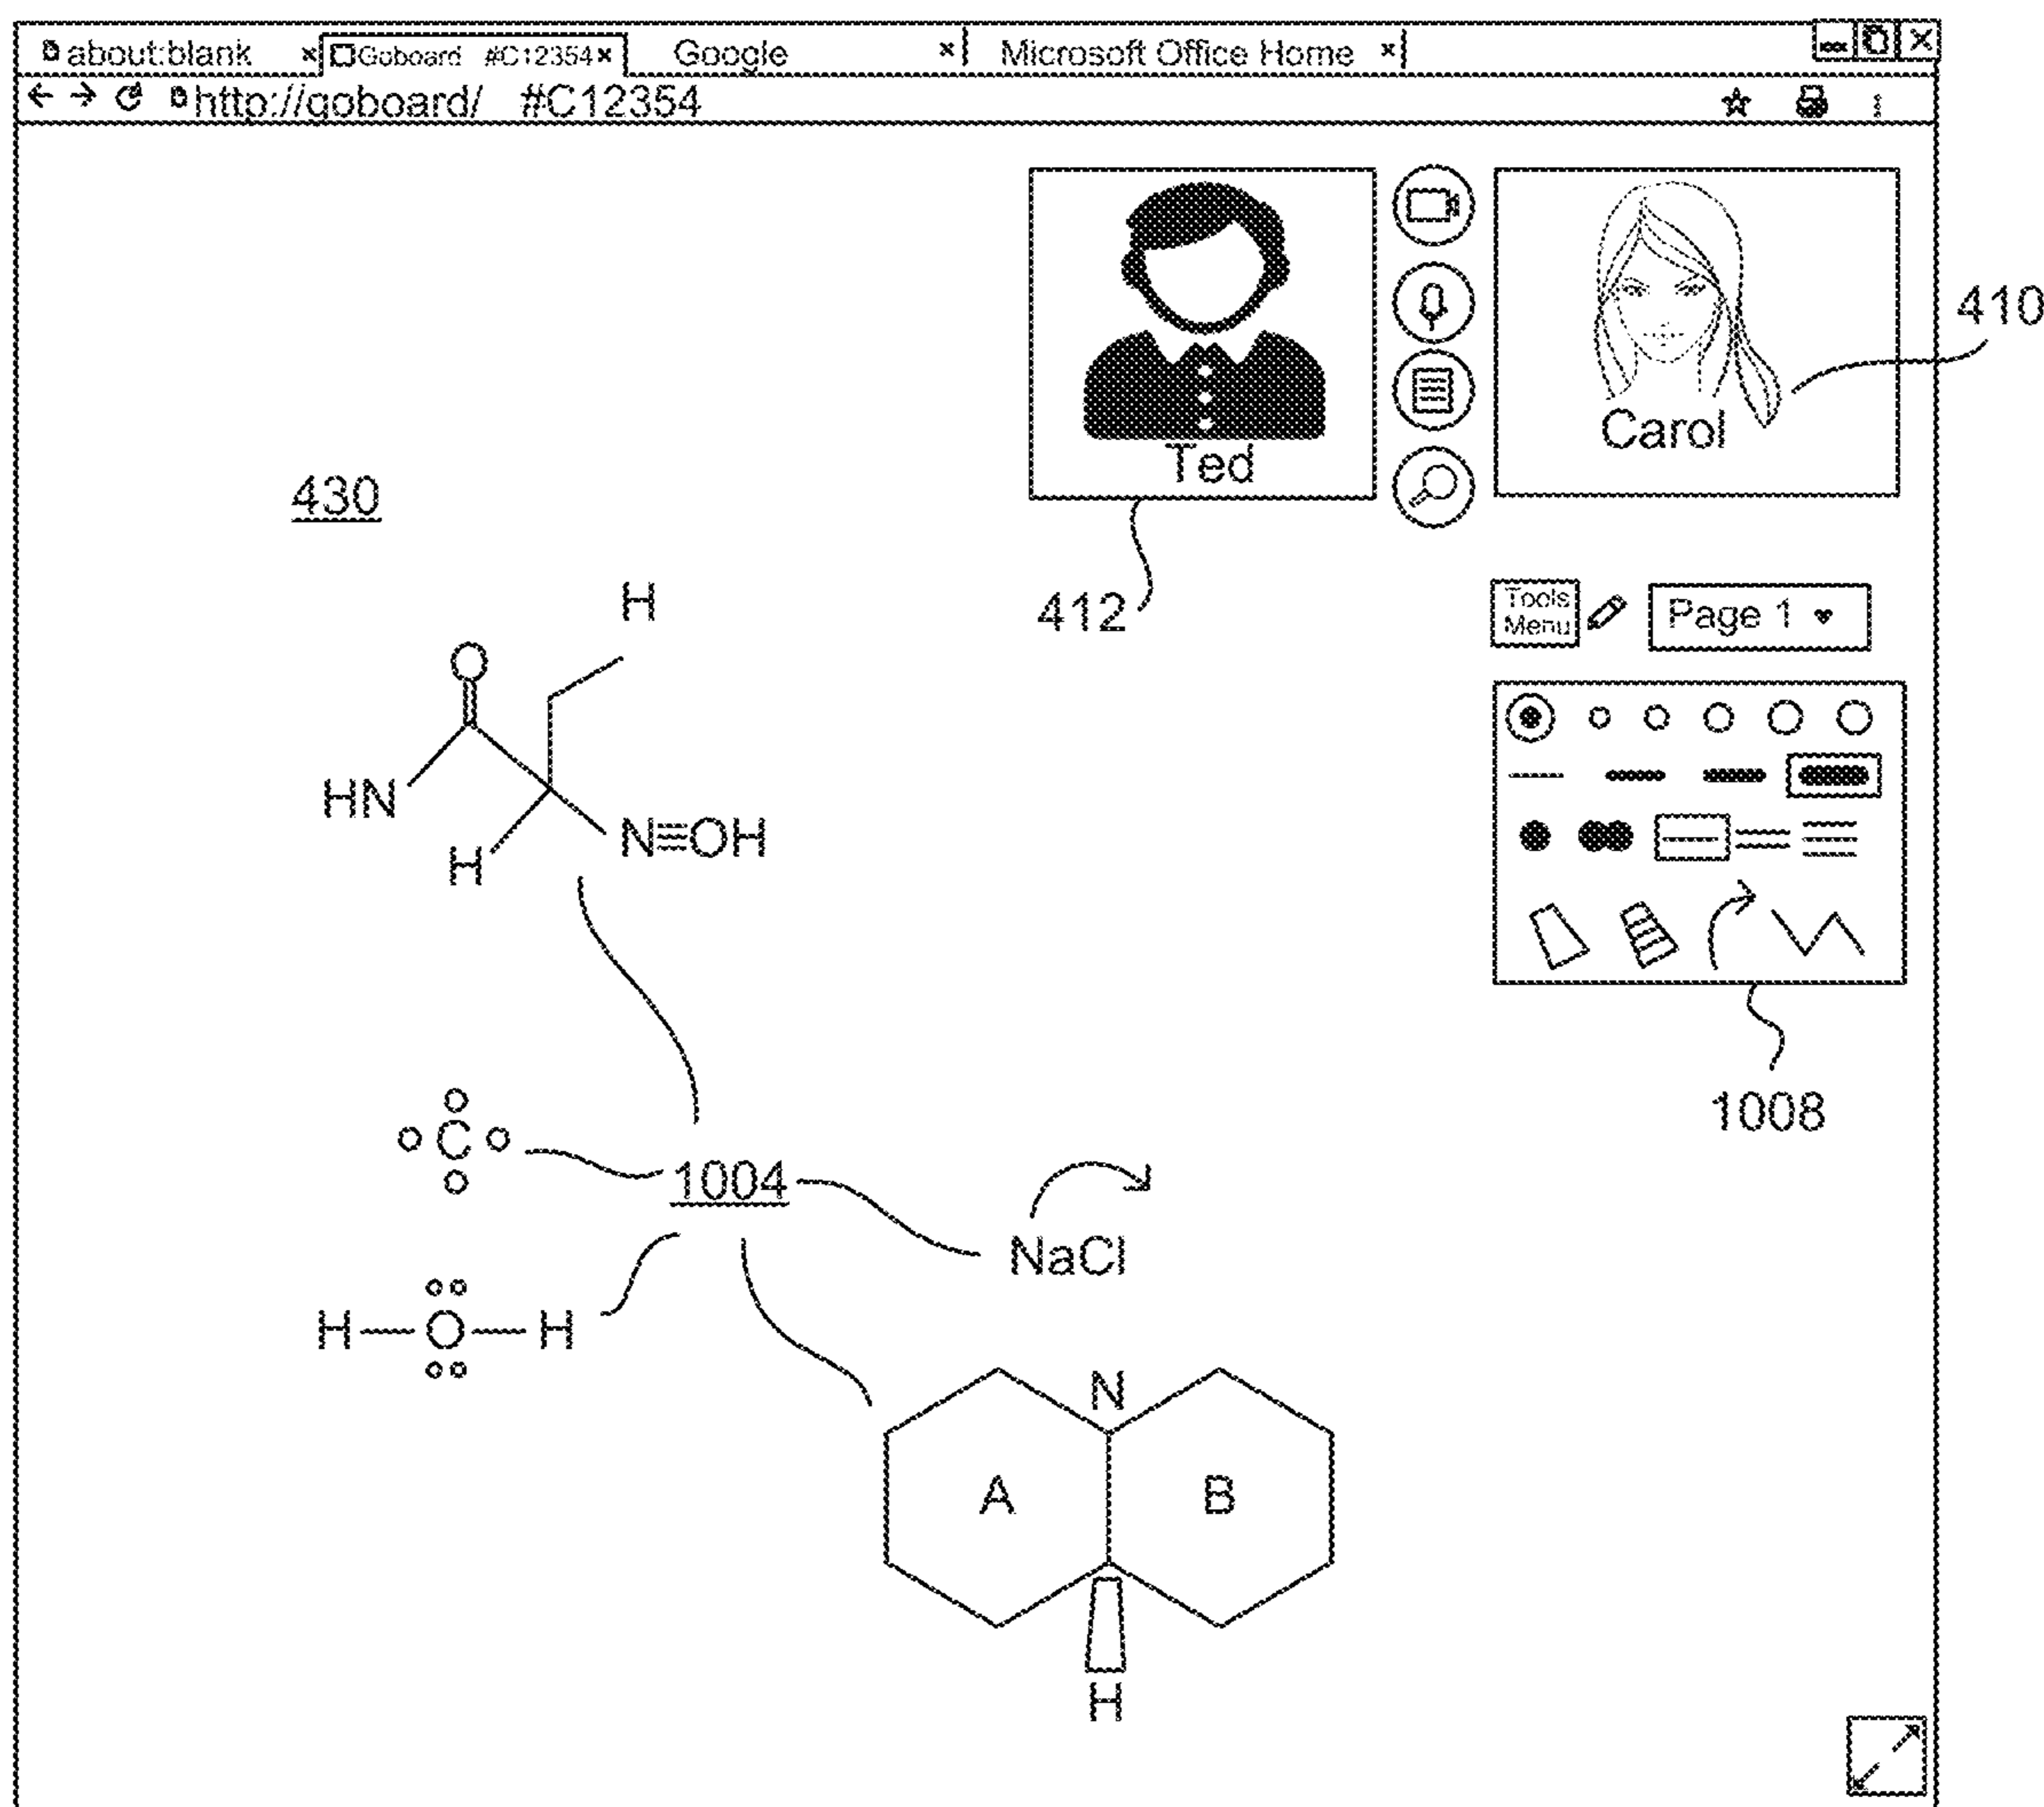 about:blank
Goboard #C12354
Google
Microsoft Office Home
http://goboard/ #C12354
Ted
Carol
410
430
412
Tools
Menu
Page 1
H
O
HN
H
N≡OH
1008
C
1004
NaCl
H—O—H
N
A
B
H